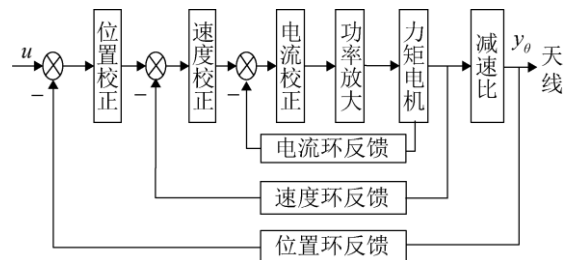 u
−
位置校正
−
速度校正
−
电流校正
功率放大
力矩电机
减速比
y_θ
天线
电流环反馈
速度环反馈
位置环反馈